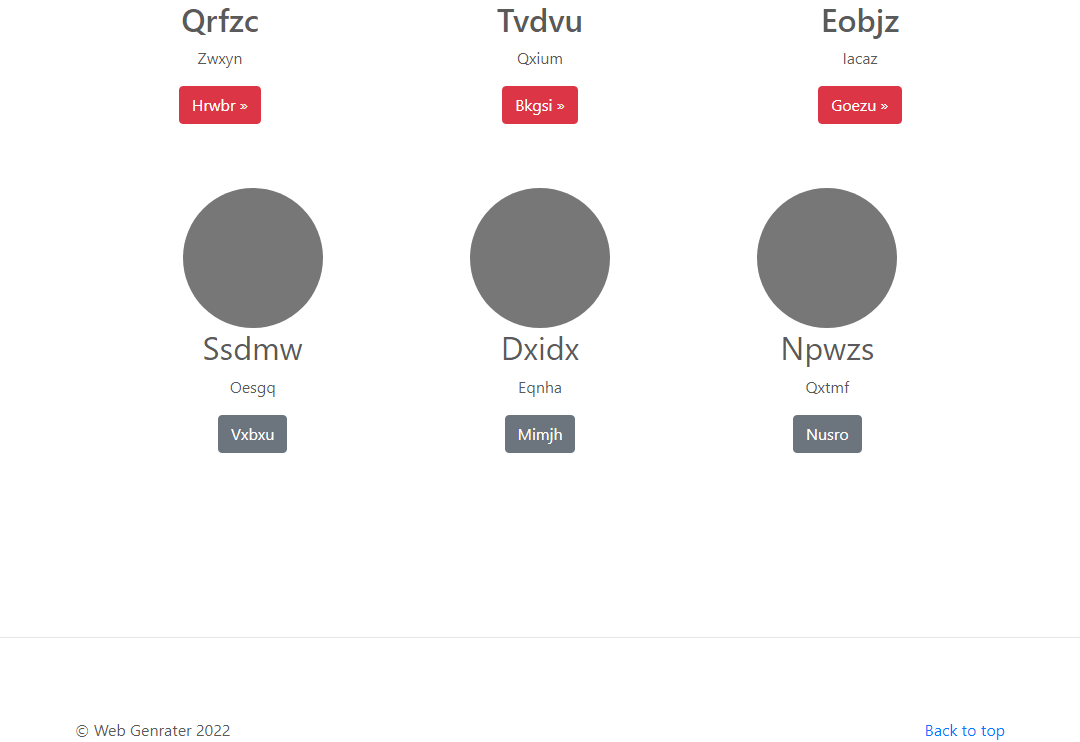 Qrfzc
Zwxyn
Hrwbr »
Tvdvu
Qxium
Bkgsi »
Eobjz
Iacaz
Goezu »
Ssdmw
Oesgq
Vxbxu
Dxidx
Eqnha
Mimjh
Npwzs
Qxtmf
Nusro
© Web Genrater 2022
Back to top